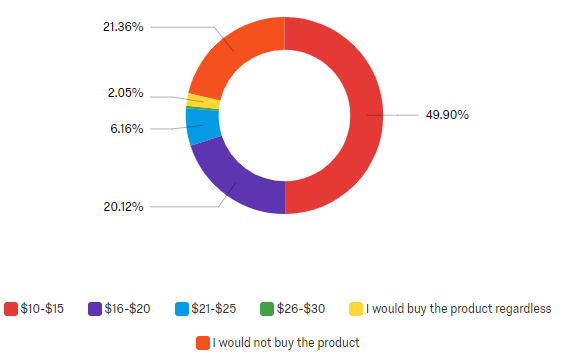 21.36%
2.05%
49.90%
6.16%
20.12%
$10-$15 $16-$20 $21-$25 $26-$30 I would buy the product regardless
I would not buy the product